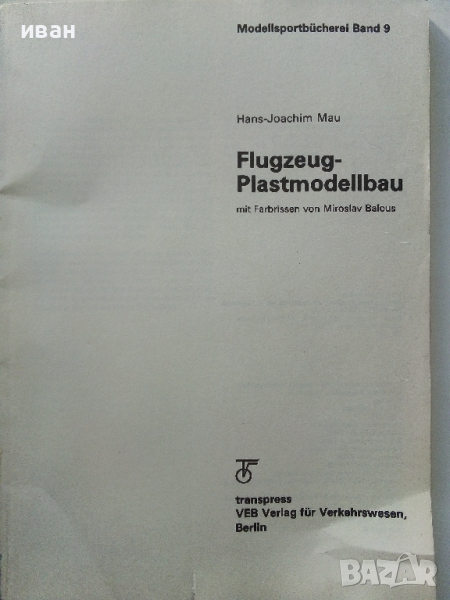 иван
Modellsportbücherei Band 9
Hans-Joachim Mau
Flugzeug-
Plastmodellbau
mit Farbrissen von Miroslav Balous
transpress
VEB Verlag für Verkehrswesen,
Berlin
BAZAR